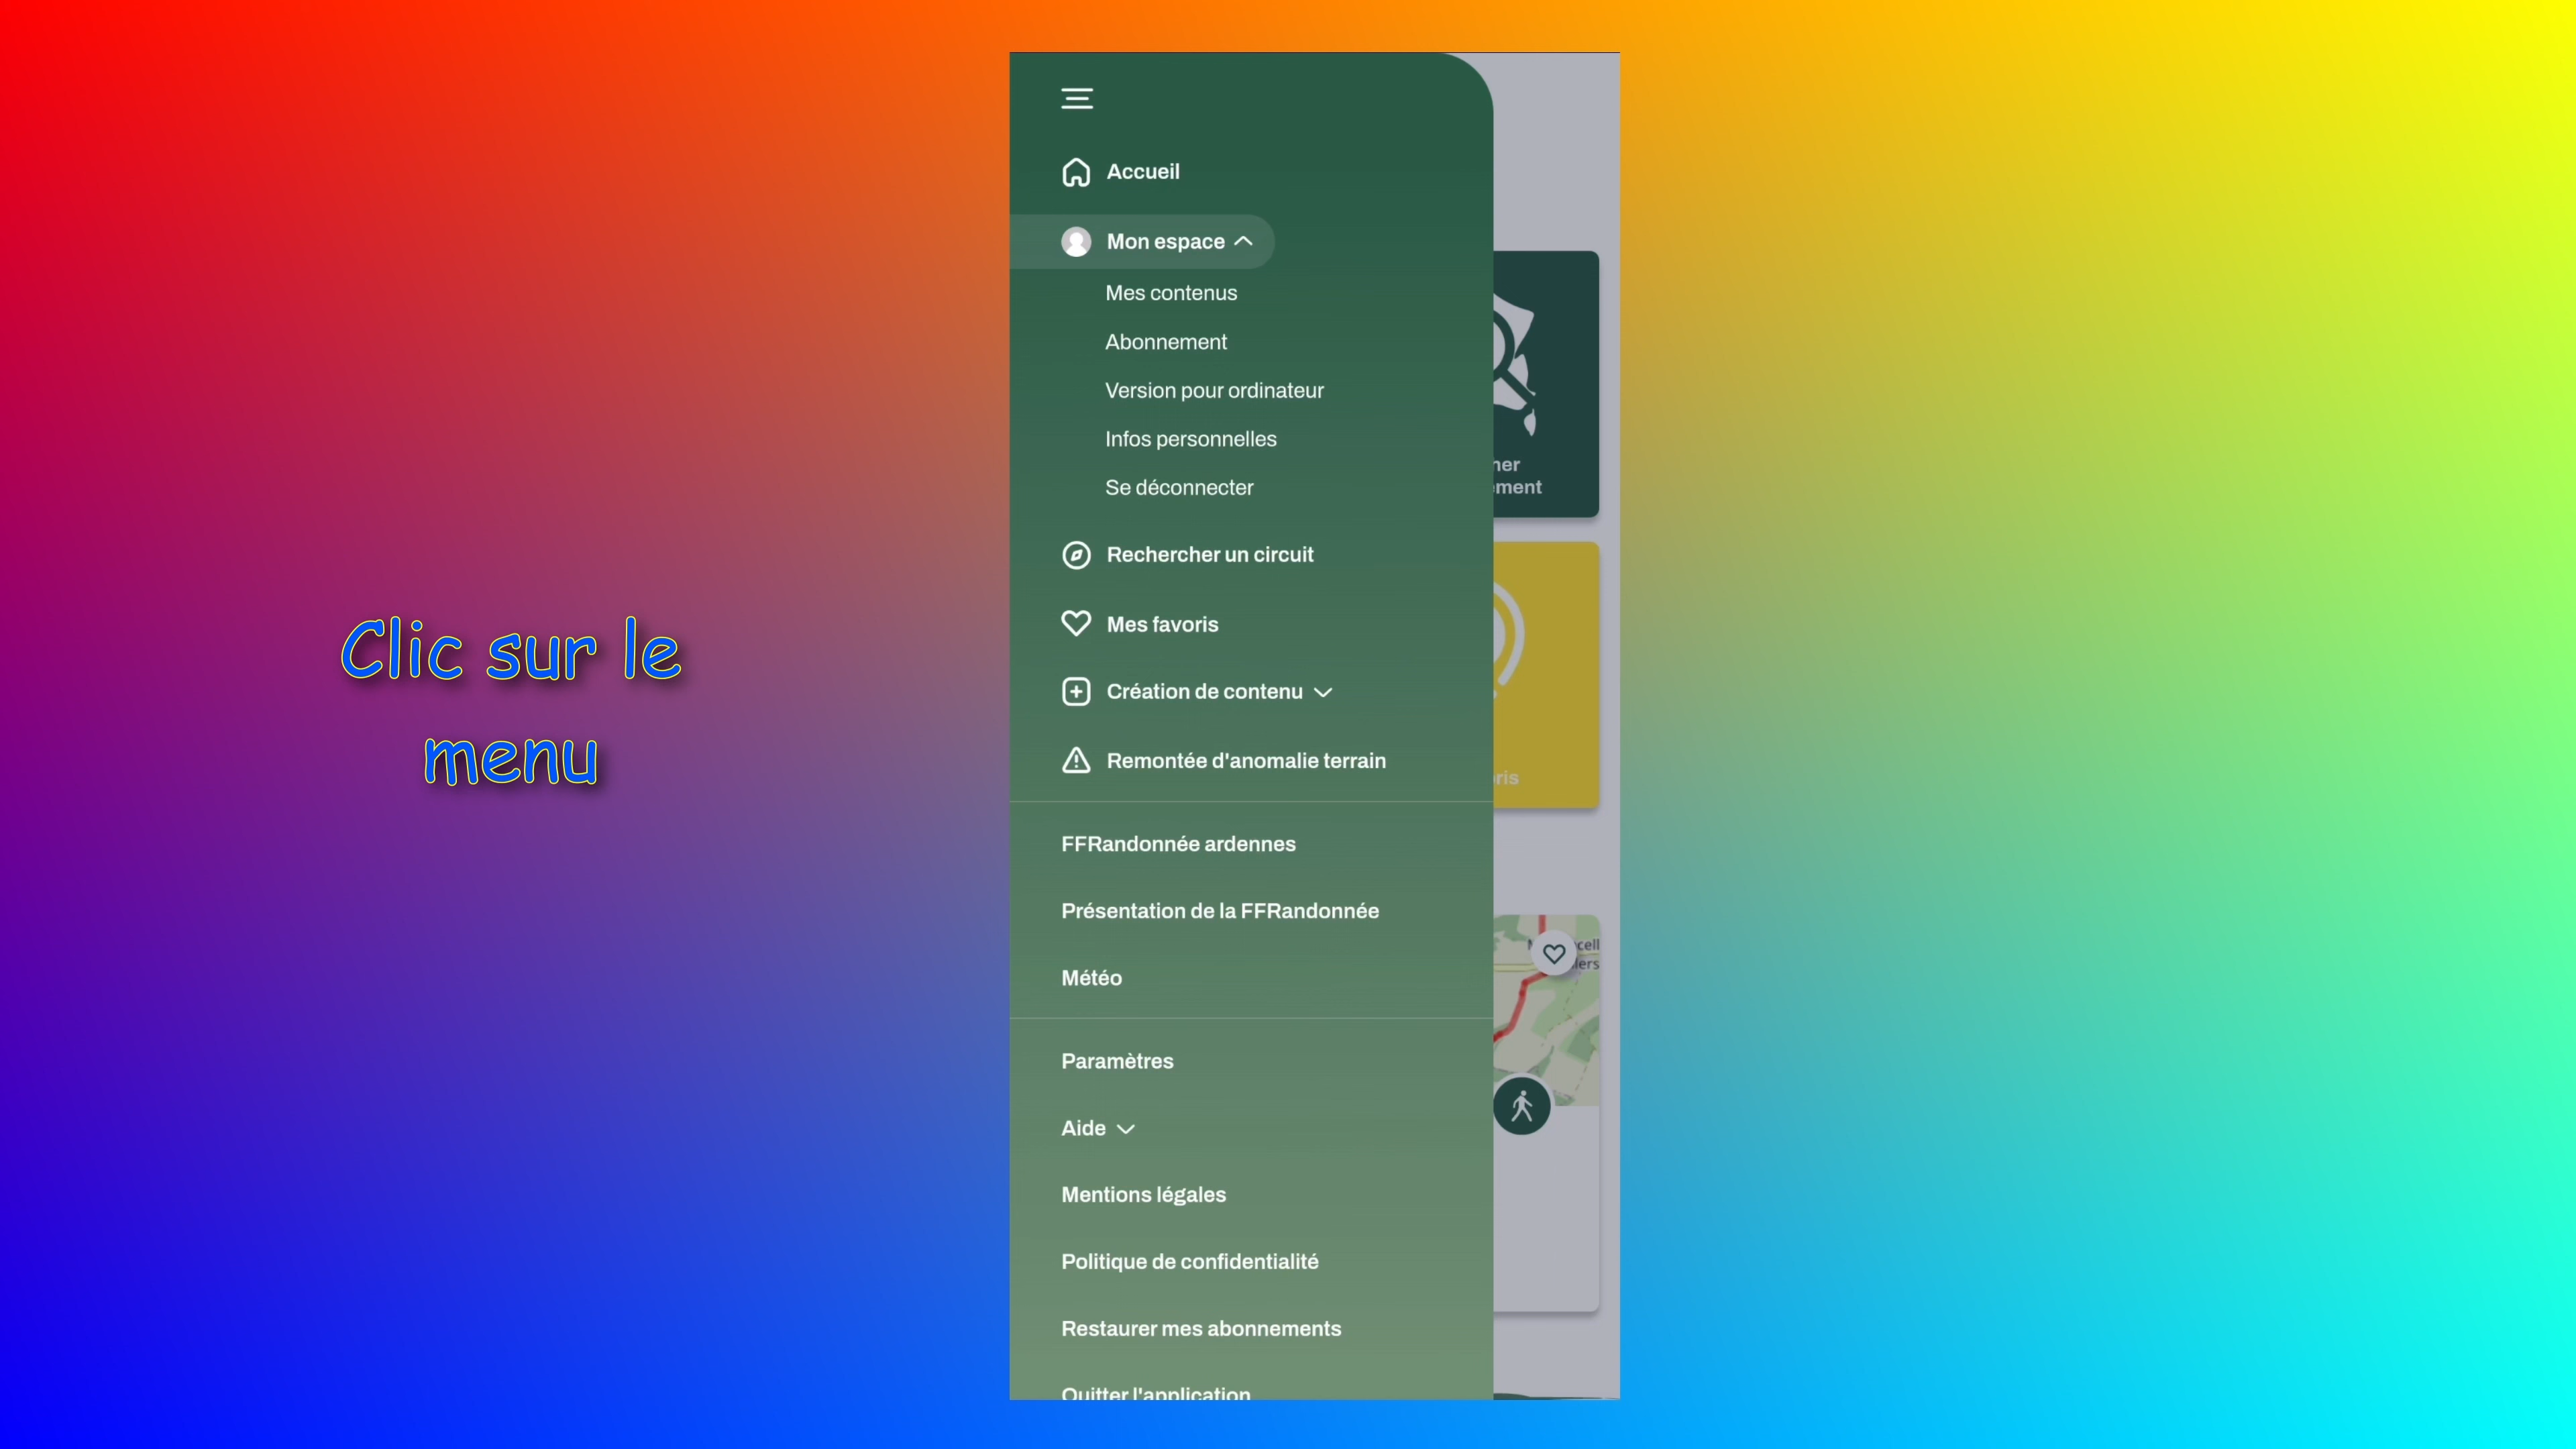 Clic sur le
menu
Accueil
Mon espace
Mes contenus
Abonnement
Version pour ordinateur
Infos personnelles
Se déconnecter
Rechercher un circuit
Mes favoris
Création de contenu
Remontée d'anomalie terrain
FFRandonnée ardennes
Présentation de la FFRandonnée
Météo
Paramètres
Aide
Mentions légales
Politique de confidentialité
Restaurer mes abonnements
Quitter l'application